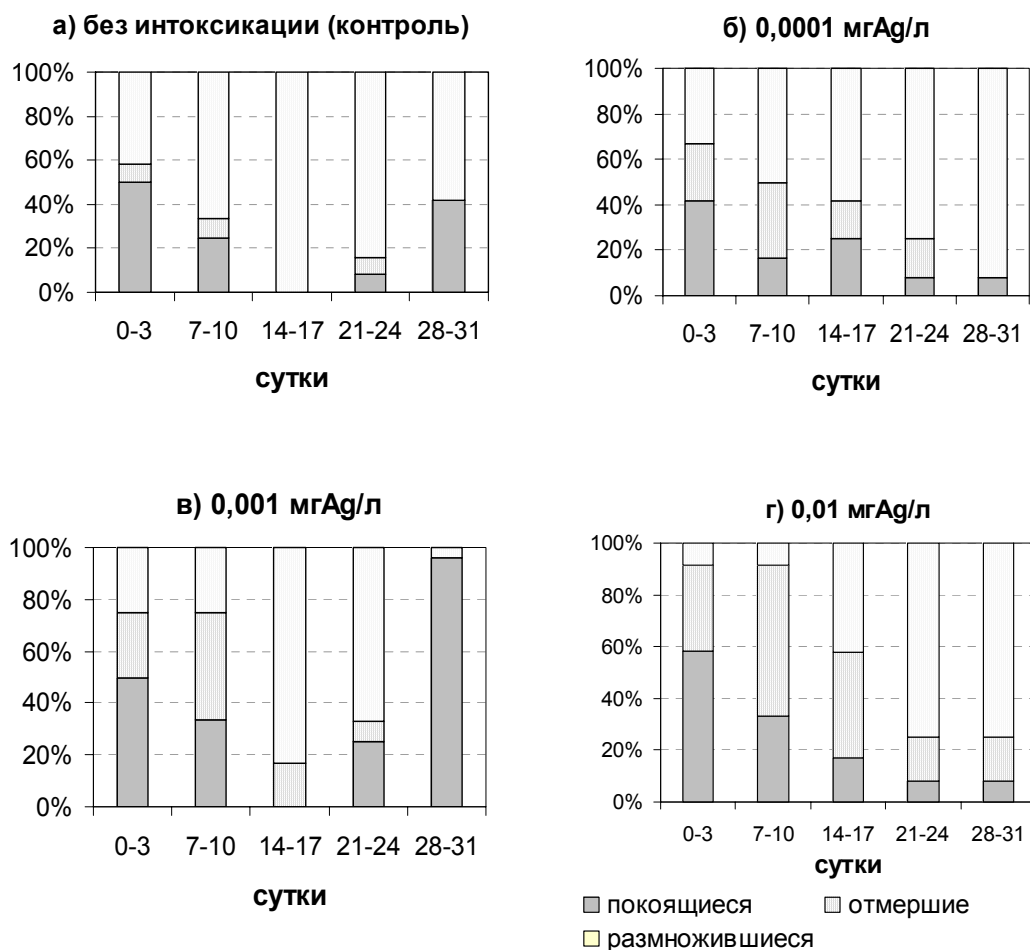 а) без интоксикации (контроль)
100%
80%
60%
40%
20%
0%
0-3 7-10 14-17 21-24 28-31
сутки
б) 0,0001 мгAg/л
100%
80%
60%
40%
20%
0%
0-3 7-10 14-17 21-24 28-31
сутки
в) 0,001 мгAg/л
100%
80%
60%
40%
20%
0%
0-3 7-10 14-17 21-24 28-31
сутки
г) 0,01 мгAg/л
100%
80%
60%
40%
20%
0%
0-3 7-10 14-17 21-24 28-31
сутки
покоящиеся отмершие
размножившиеся